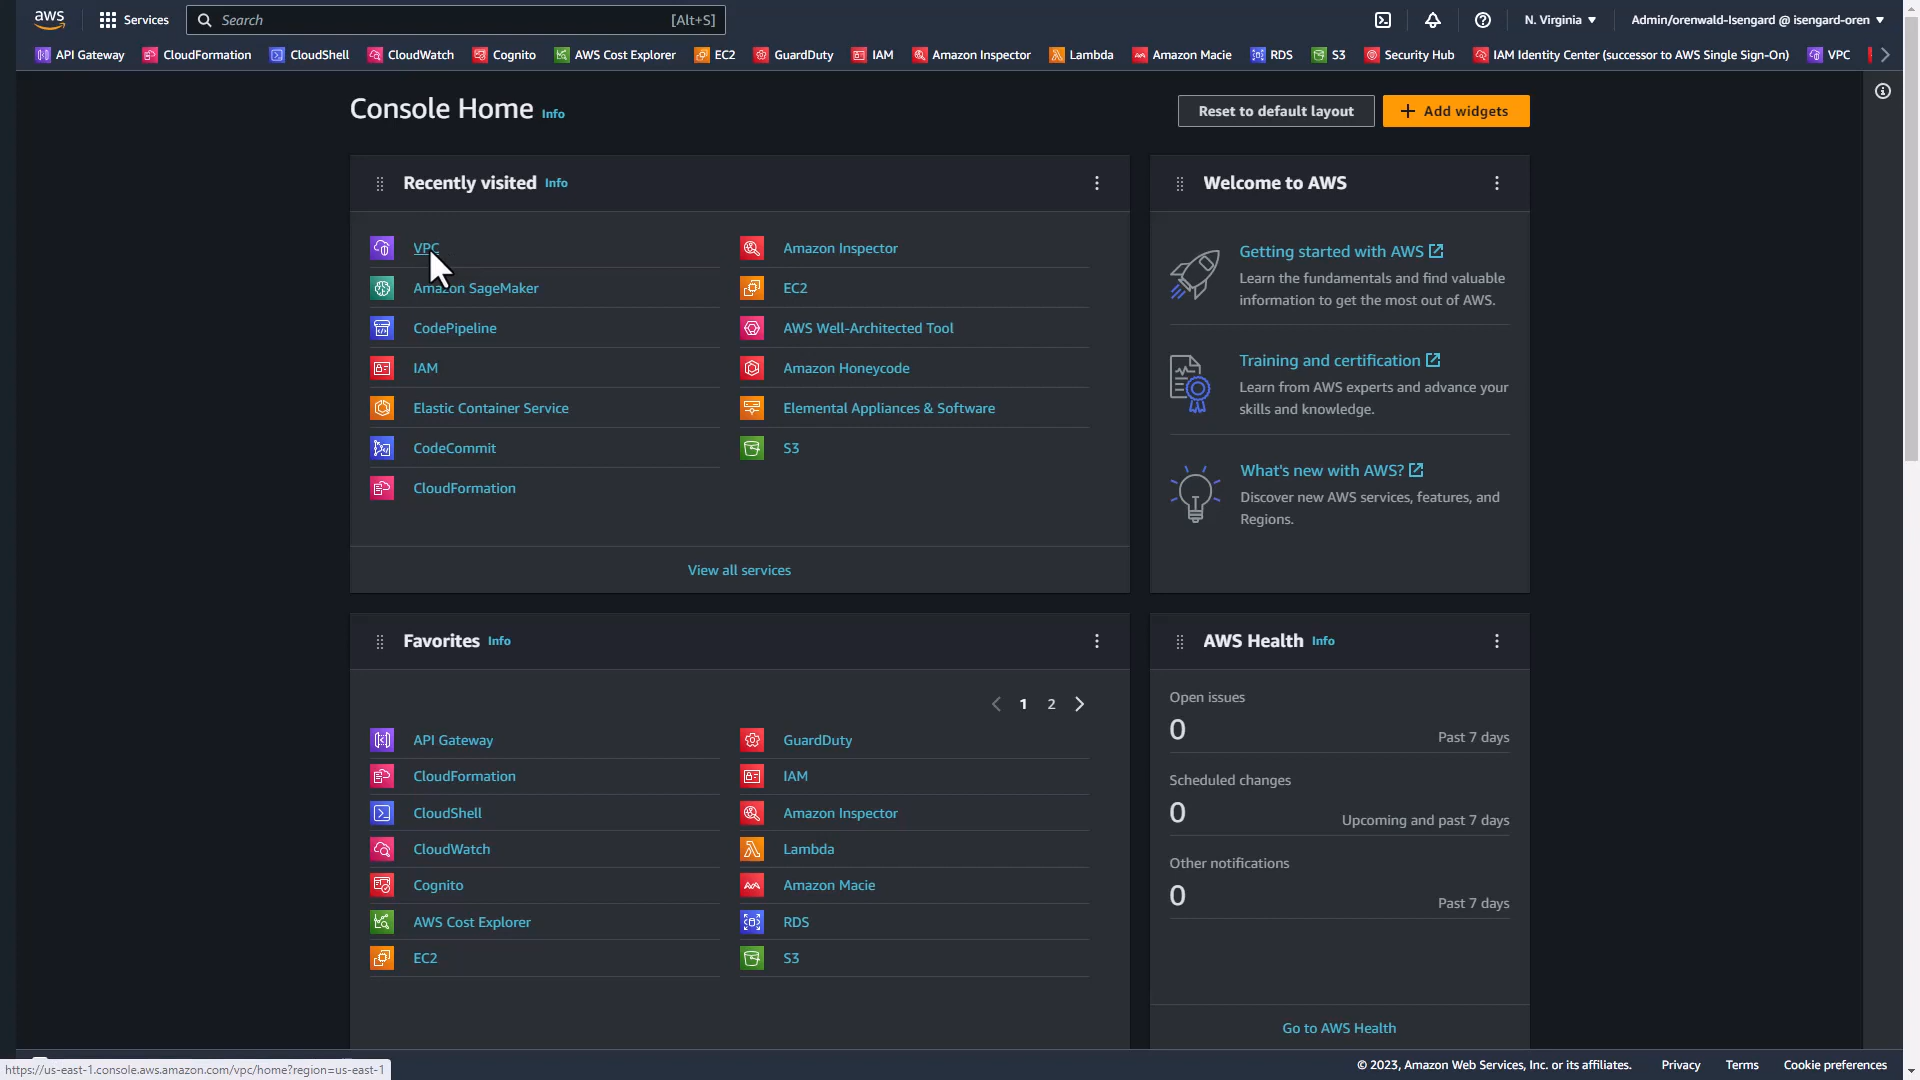 aws
Services
Search
[Alt+S]
N. Virginia
Admin/orenwald-Isengard @ isengard-oren
API Gateway
CloudFormation
CloudShell
CloudWatch
Cognito
AWS Cost Explorer
EC2
GuardDuty
IAM
Amazon Inspector
Lambda
Amazon Macie
RDS
S3
Security Hub
IAM Identity Center (successor to AWS Single Sign-On)
VPC
Console Home Info
Reset to default layout
Add widgets
Recently visited Info
VPC
Amazon SageMaker
CodePipeline
IAM
Elastic Container Service
CodeCommit
CloudFormation
Amazon Inspector
EC2
AWS Well-Architected Tool
Amazon Honeycode
Elemental Appliances & Software
S3
View all services
Welcome to AWS
Getting started with AWS
Learn the fundamentals and find valuable
information to get the most out of AWS.
Training and certification
Learn from AWS experts and advance your
skills and knowledge.
What's new with AWS?
Discover new AWS services, features, and
Regions.
Favorites Info
1 2
API Gateway
CloudFormation
CloudShell
CloudWatch
Cognito
AWS Cost Explorer
EC2
GuardDuty
IAM
Amazon Inspector
Lambda
Amazon Macie
RDS
S3
AWS Health Info
Open issues
0
Past 7 days
Scheduled changes
0
Upcoming and past 7 days
Other notifications
0
Past 7 days
Go to AWS Health
https://us-east-1.console.aws.amazon.com/vpc/home?region=us-east-1
© 2023, Amazon Web Services, Inc. or its affiliates.
Privacy
Terms
Cookie preferences